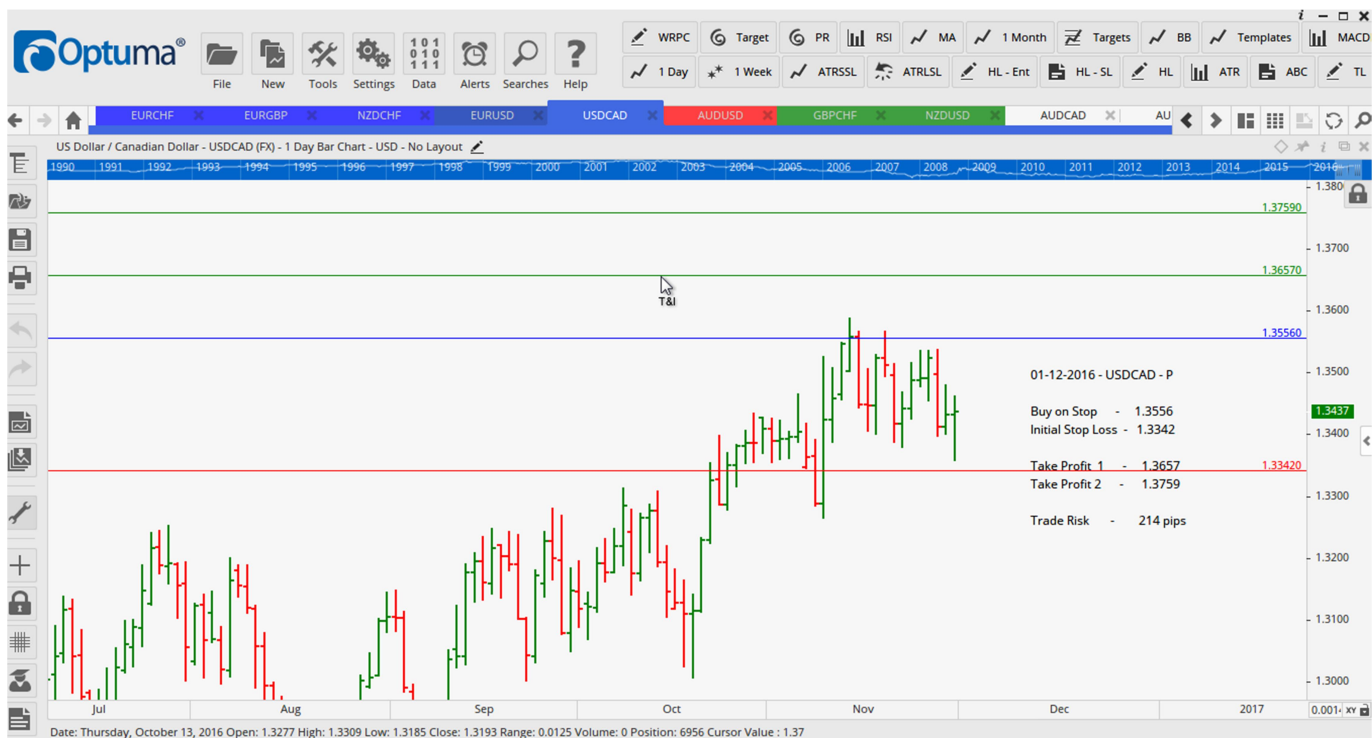 i
Optuma®
File New Tools Settings Data Alerts Searches Help
101
010
111
WRPC Target PR RSI MA 1 Month Targets BB Templates MACD
1 Day 1 Week ATRSSL ATRLSL HL - Ent HL - SL HL ATR ABC TL
EURCHF EURGBP NZDCHF EURUSD USDCAD AUDUSD GBPCHF NZDUSD AUDCAD AU
US Dollar / Canadian Dollar - USDCAD (FX) - 1 Day Bar Chart - USD - No Layout
1990 1991 1992 1993 1994 1995 1996 1997 1998 1999 2000 2001 2002 2003 2004 2005 2006 2007 2008 2009 2010 2011 2012 2013 2014 2015 2016
1.380
1.37590
1.3700
1.36570
T&I
1.3600
1.35560
1.3500
01-12-2016 - USDCAD - P
Buy on Stop - 1.3556
1.3437
Initial Stop Loss - 1.3342
1.3400
Take Profit 1 - 1.3657
1.33420
Take Profit 2 - 1.3759
1.3300
Trade Risk - 214 pips
1.3200
1.3100
1.3000
Jul Aug Sep Oct Nov Dec 2017
0.001 XY
Date: Thursday, October 13, 2016 Open: 1.3277 High: 1.3309 Low: 1.3185 Close: 1.3193 Range: 0.0125 Volume: 0 Position: 6956 Cursor Value : 1.37